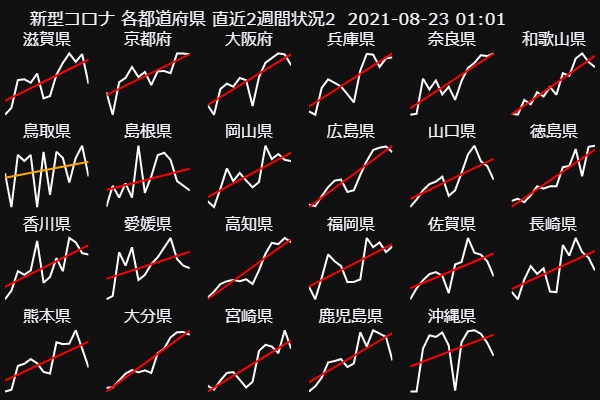 新型コロナ 各都道府県 直近2週間状況2 2021-08-23 01:01
滋賀県 京都府 大阪府 兵庫県 奈良県 和歌山県
鳥取県 島根県 岡山県 広島県 山口県 徳島県
香川県 愛媛県 高知県 福岡県 佐賀県 長崎県
熊本県 大分県 宮崎県 鹿児島県 沖縄県